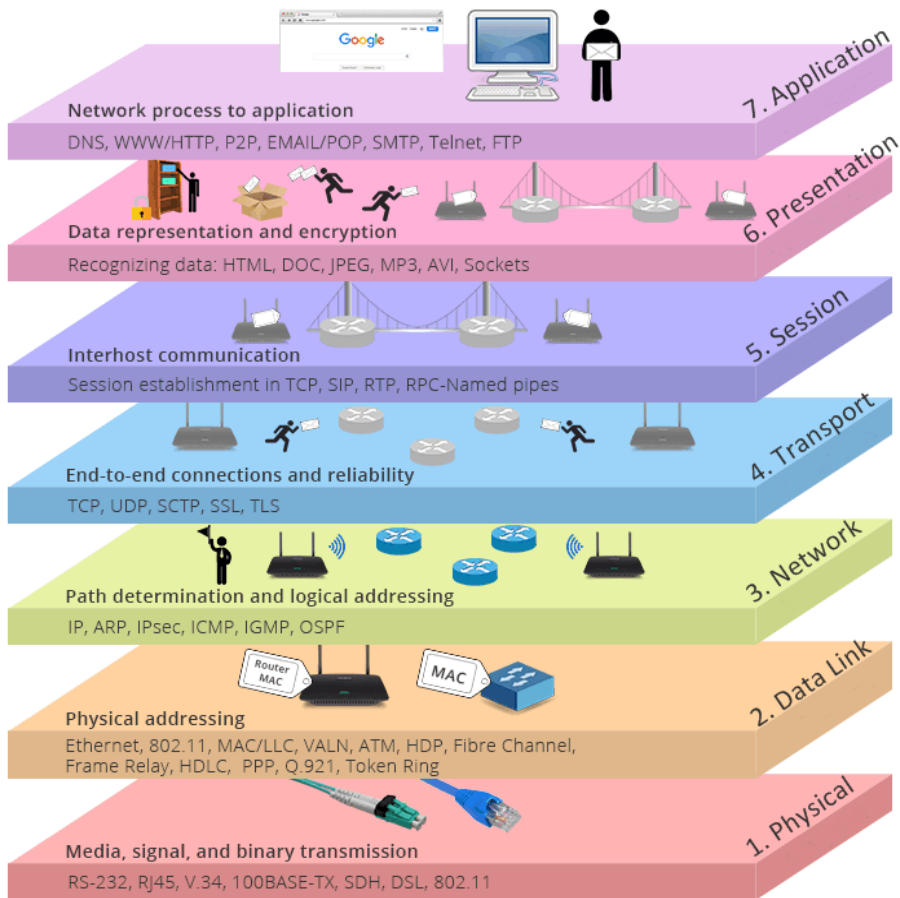 Google
7. Application
Network process to application
DNS, WWW/HTTP, P2P, EMAIL/POP, SMTP, Telnet, FTP
6. Presentation
Data representation and encryption
Recognizing data: HTML, DOC, JPEG, MP3, AVI, Sockets
5. Session
Interhost communication
Session establishment in TCP, SIP, RTP, RPC-Named pipes
4. Transport
End-to-end connections and reliability
TCP, UDP, SCTP, SSL, TLS
3. Network
Path determination and logical addressing
IP, ARP, IPsec, ICMP, IGMP, OSPF
2. Data Link
Router
MAC
MAC
Physical addressing
Ethernet, 802.11, MAC/LLC, VALN, ATM, HDP, Fibre Channel,
Frame Relay, HDLC, PPP, Q.921, Token Ring
1. Physical
Media, signal, and binary transmission
RS-232, RJ45, V.34, 100BASE-TX, SDH, DSL, 802.11